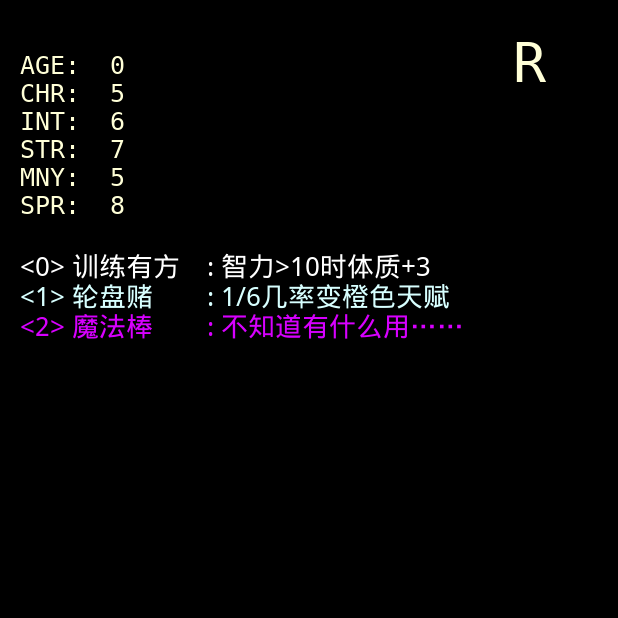 R
AGE: 0
CHR: 5
INT: 6
STR: 7
MNY: 5
SPR: 8
<0> 训练有方 : 智力>10时体质+3
<1> 轮盘赌 : 1/6几率变橙色天赋
<2> 魔法棒 : 不知道有什么用……